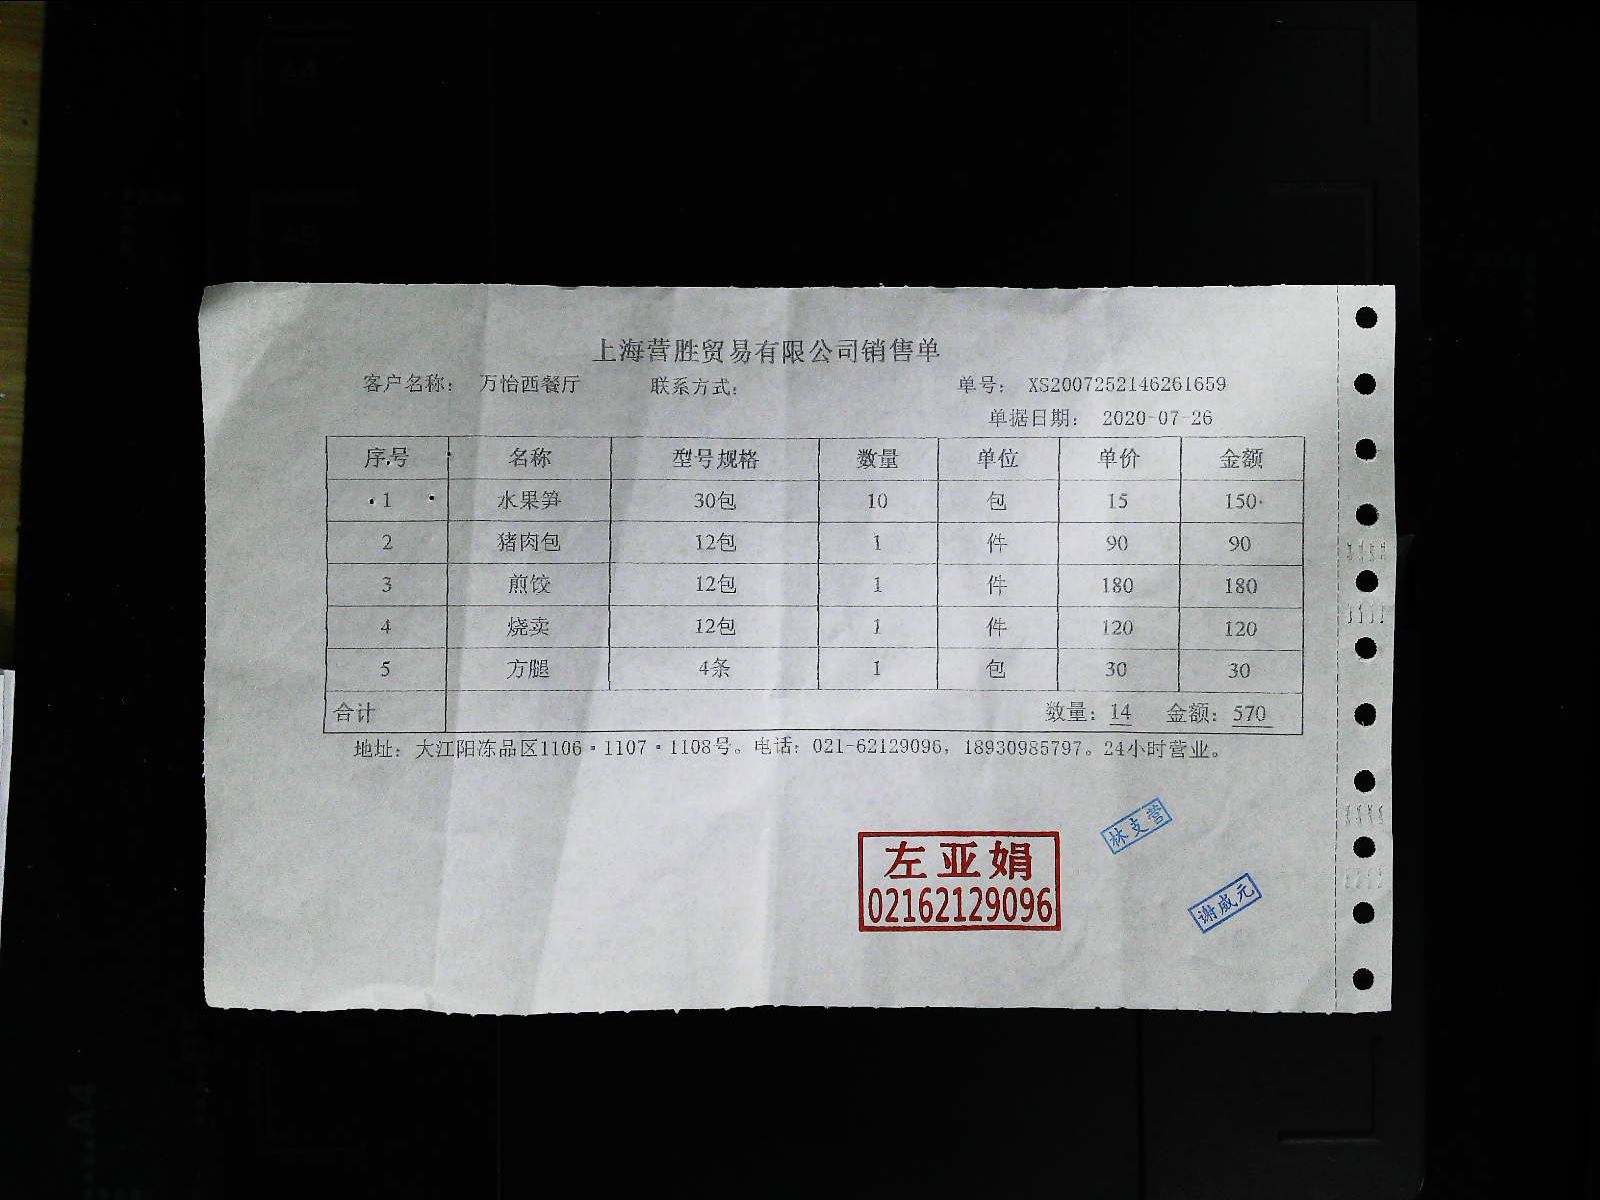 上海营胜贸易有限公司销售单
客户名称： 万怡西餐厅 联系方式： 单号： XS2007252146261659
单据日期： 2020-07-26
序号 名称 型号规格 数量 单位 单价 金额
1 水果笋 30包 10 包 15 150
2 猪肉包 12包 1 件 90 90
3 煎饺 12包 1 件 180 180
4 烧卖 12包 1 件 120 120
5 方腿 4条 1 包 30 30
合计 数量：14 金额：570
地址：大江阳冻品区1106·1107·1108号。电话：021-62129096，18930985797。24小时营业。
林支营
左亚娟
02162129096
谢咸元
A4